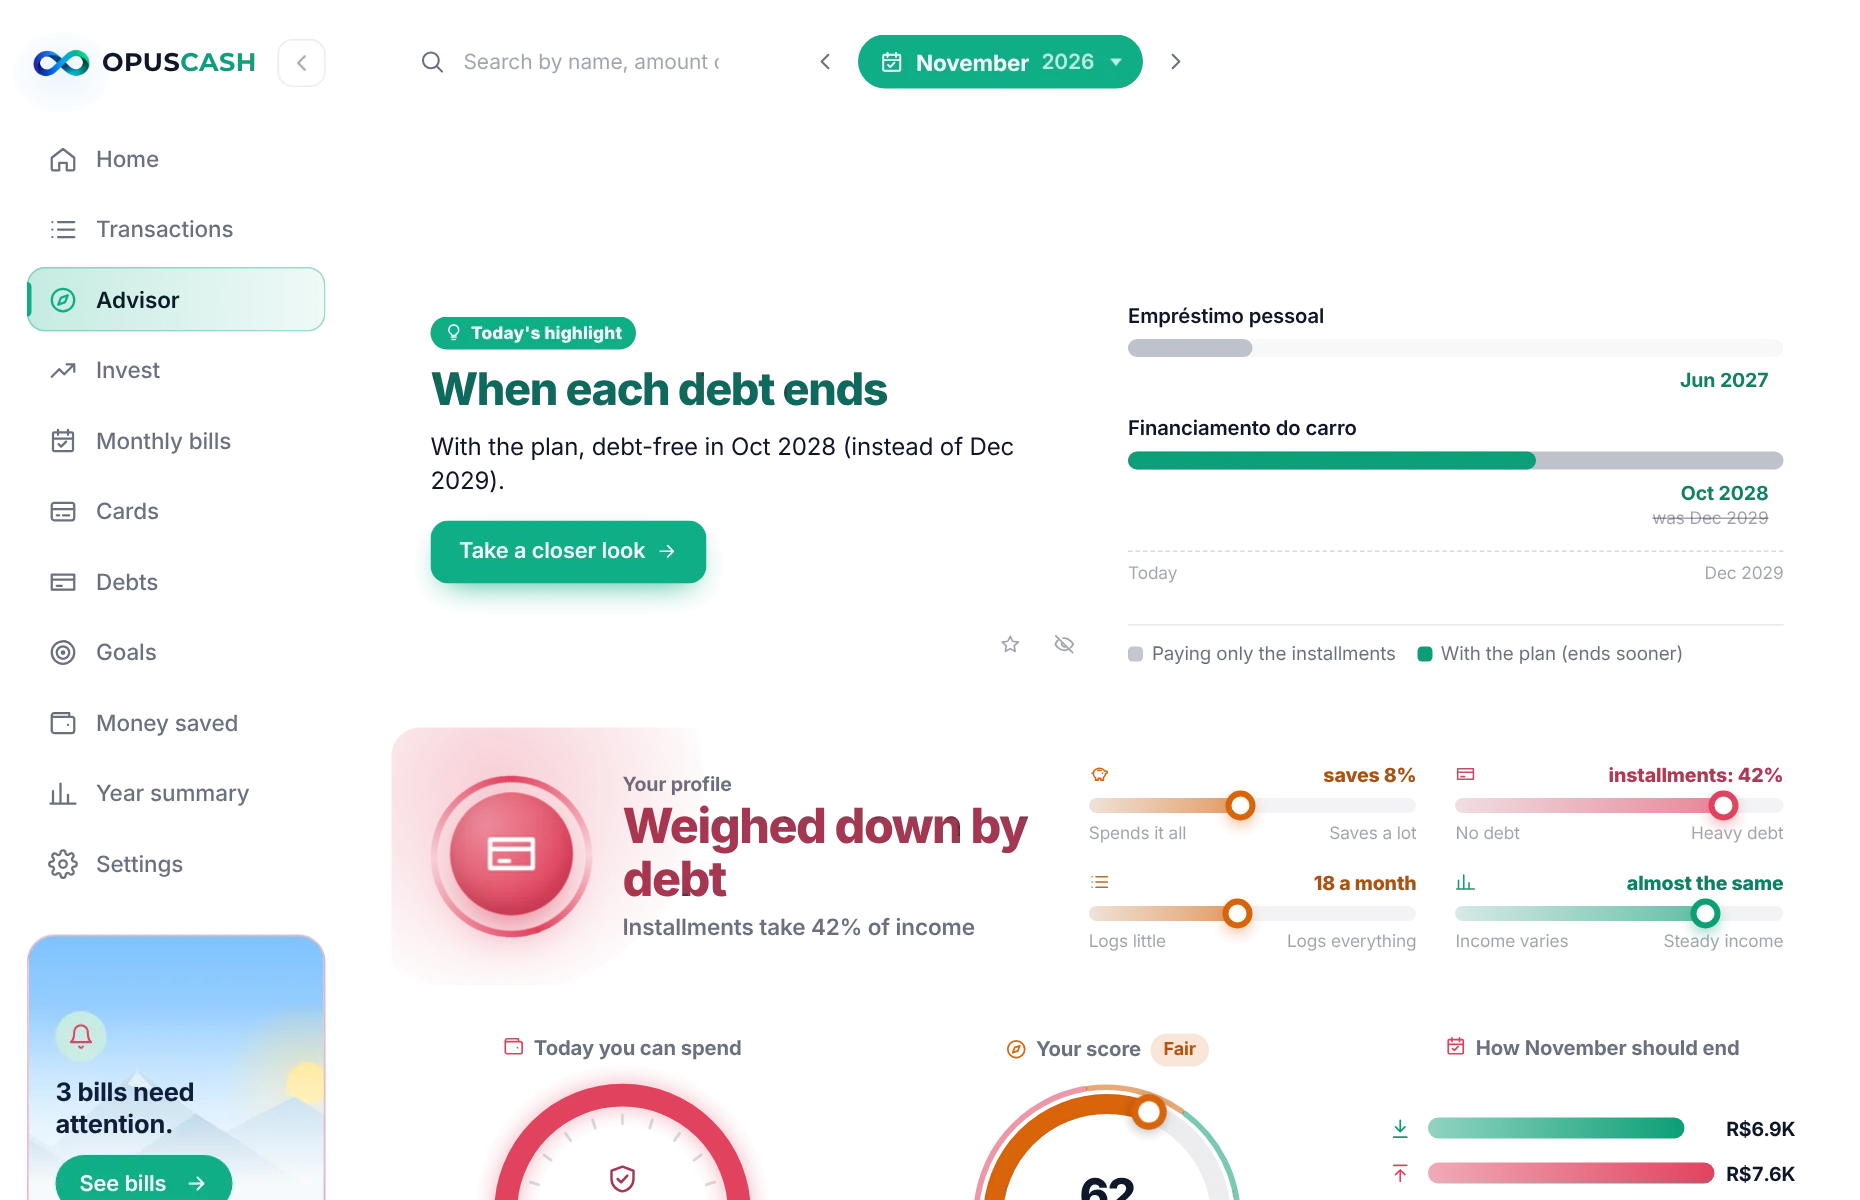 OPUSCASH
Search by name, amount
November 2026
Home
Transactions
Advisor
Invest
Monthly bills
Cards
Debts
Goals
Money saved
Year summary
Settings
3 bills need
attention.
See bills
Today's highlight
When each debt ends
With the plan, debt-free in Oct 2028 (instead of Dec
2029).
Take a closer look
Empréstimo pessoal
Jun 2027
Financiamento do carro
Oct 2028
was Dec 2029
Today Dec 2029
Paying only the installments With the plan (ends sooner)
Your profile
Weighed down by
debt
Installments take 42% of income
saves 8%
Spends it all Saves a lot
installments: 42%
No debt Heavy debt
18 a month
Logs little Logs everything
almost the same
Income varies Steady income
Today you can spend
Your score Fair
62
How November should end
R$6.9K
R$7.6K